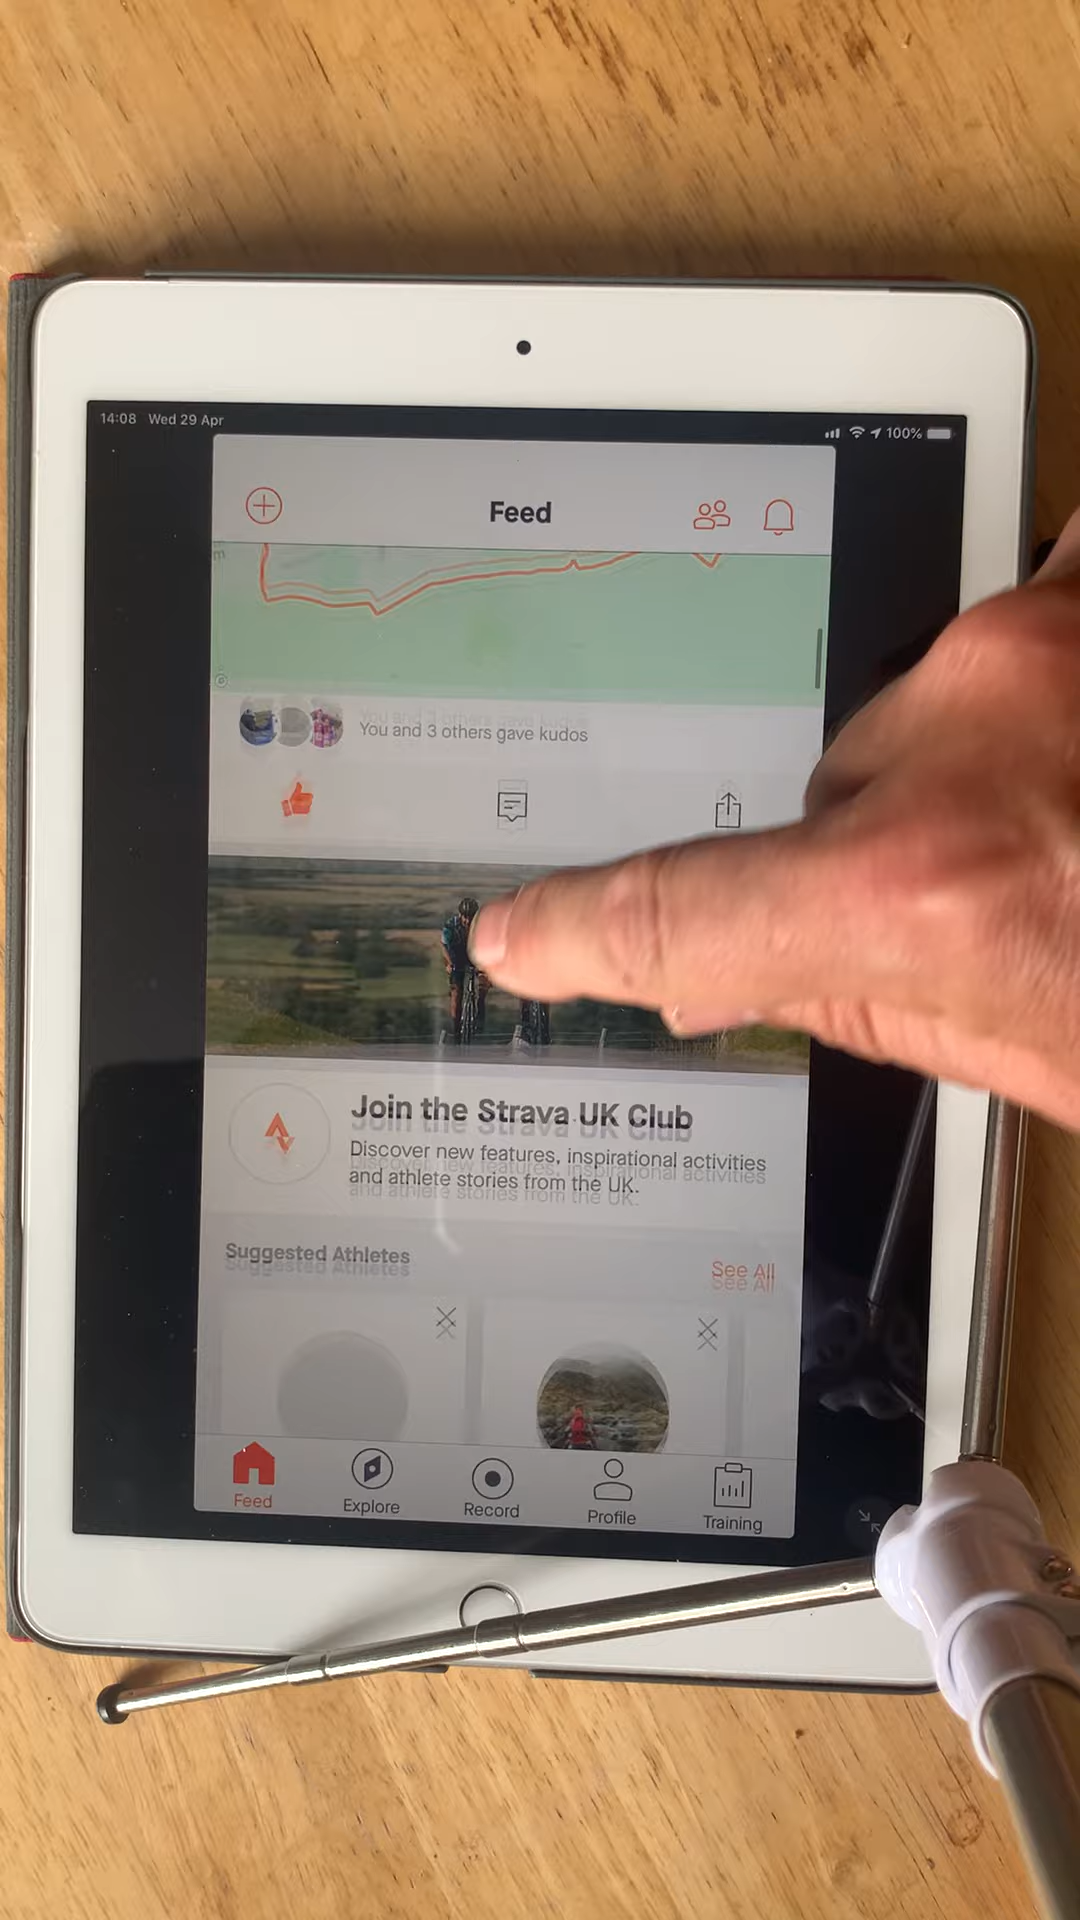 14:08 Wed 29 Apr
100%
Feed
m
You and 3 others gave kudos
Join the Strava UK Club
Discover new features, inspirational activities
and athlete stories from the UK.
Suggested Athletes
See All
Feed
Explore
Record
Profile
Training